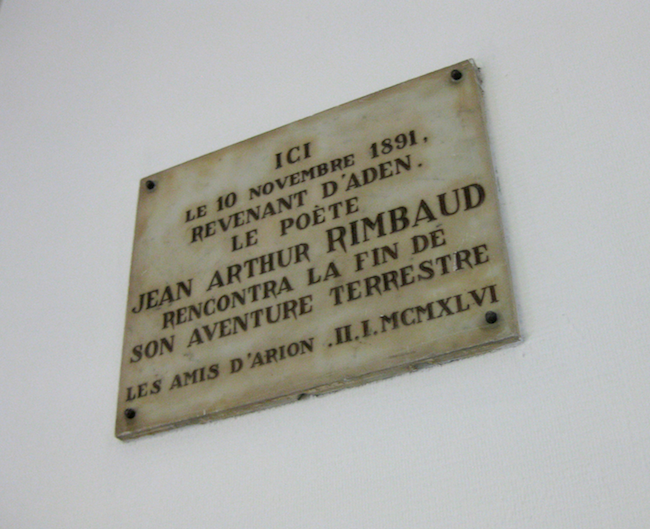 ICI
LE 10 NOVEMBRE 1891,
REVENANT D'ADEN.
LE POÈTE
JEAN ARTHUR RIMBAUD
RENCONTRA LA FIN DÉ
SON AVENTURE TERRESTRE
LES AMIS D'ARION .II.I.MCMXLVI